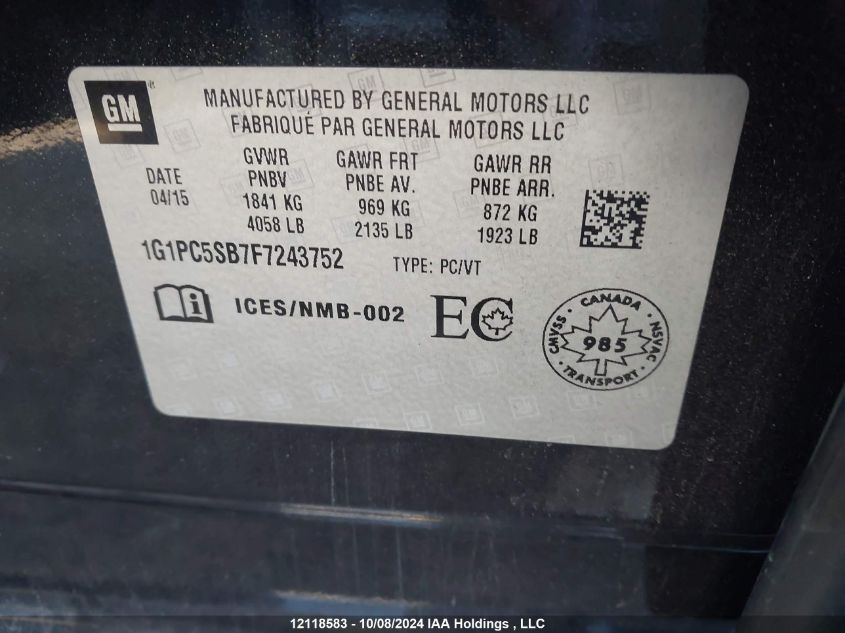 GM
MANUFACTURED BY GENERAL MOTORS LLC
FABRIQUÉ PAR GENERAL MOTORS LLC
DATE
04/15
GVWR
PNBV
1841 KG
4058 LB
GAWR FRT
PNBE AV.
969 KG
2135 LB
GAWR RR
PNBE ARR.
872 KG
1923 LB
1G1PC5SB7F7243752
TYPE: PC/VT
ICES/NMB-002
EC
CANADA
CMVSS
985
NSVAC
TRANSPORT
12118583 - 10/08/2024 IAA Holdings , LLC